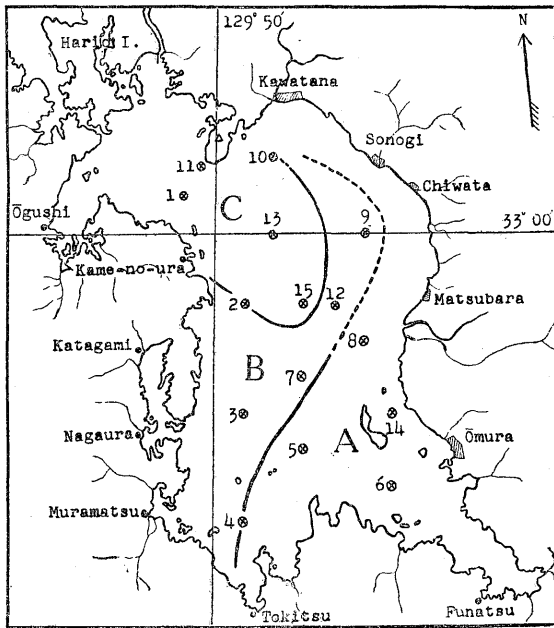 129° 50'
N
Hario I.
Kawatana
Sonogi
11
10
Chiwata
1
C
Ōgushi
13
9
33° 00'
Kame-no-ura
2
15
12
Matsubara
Katagami
8
B
7
3
14
Nagaura
5
A
Ōmura
6
Muramatsu
4
Tokitsu
Funatsu